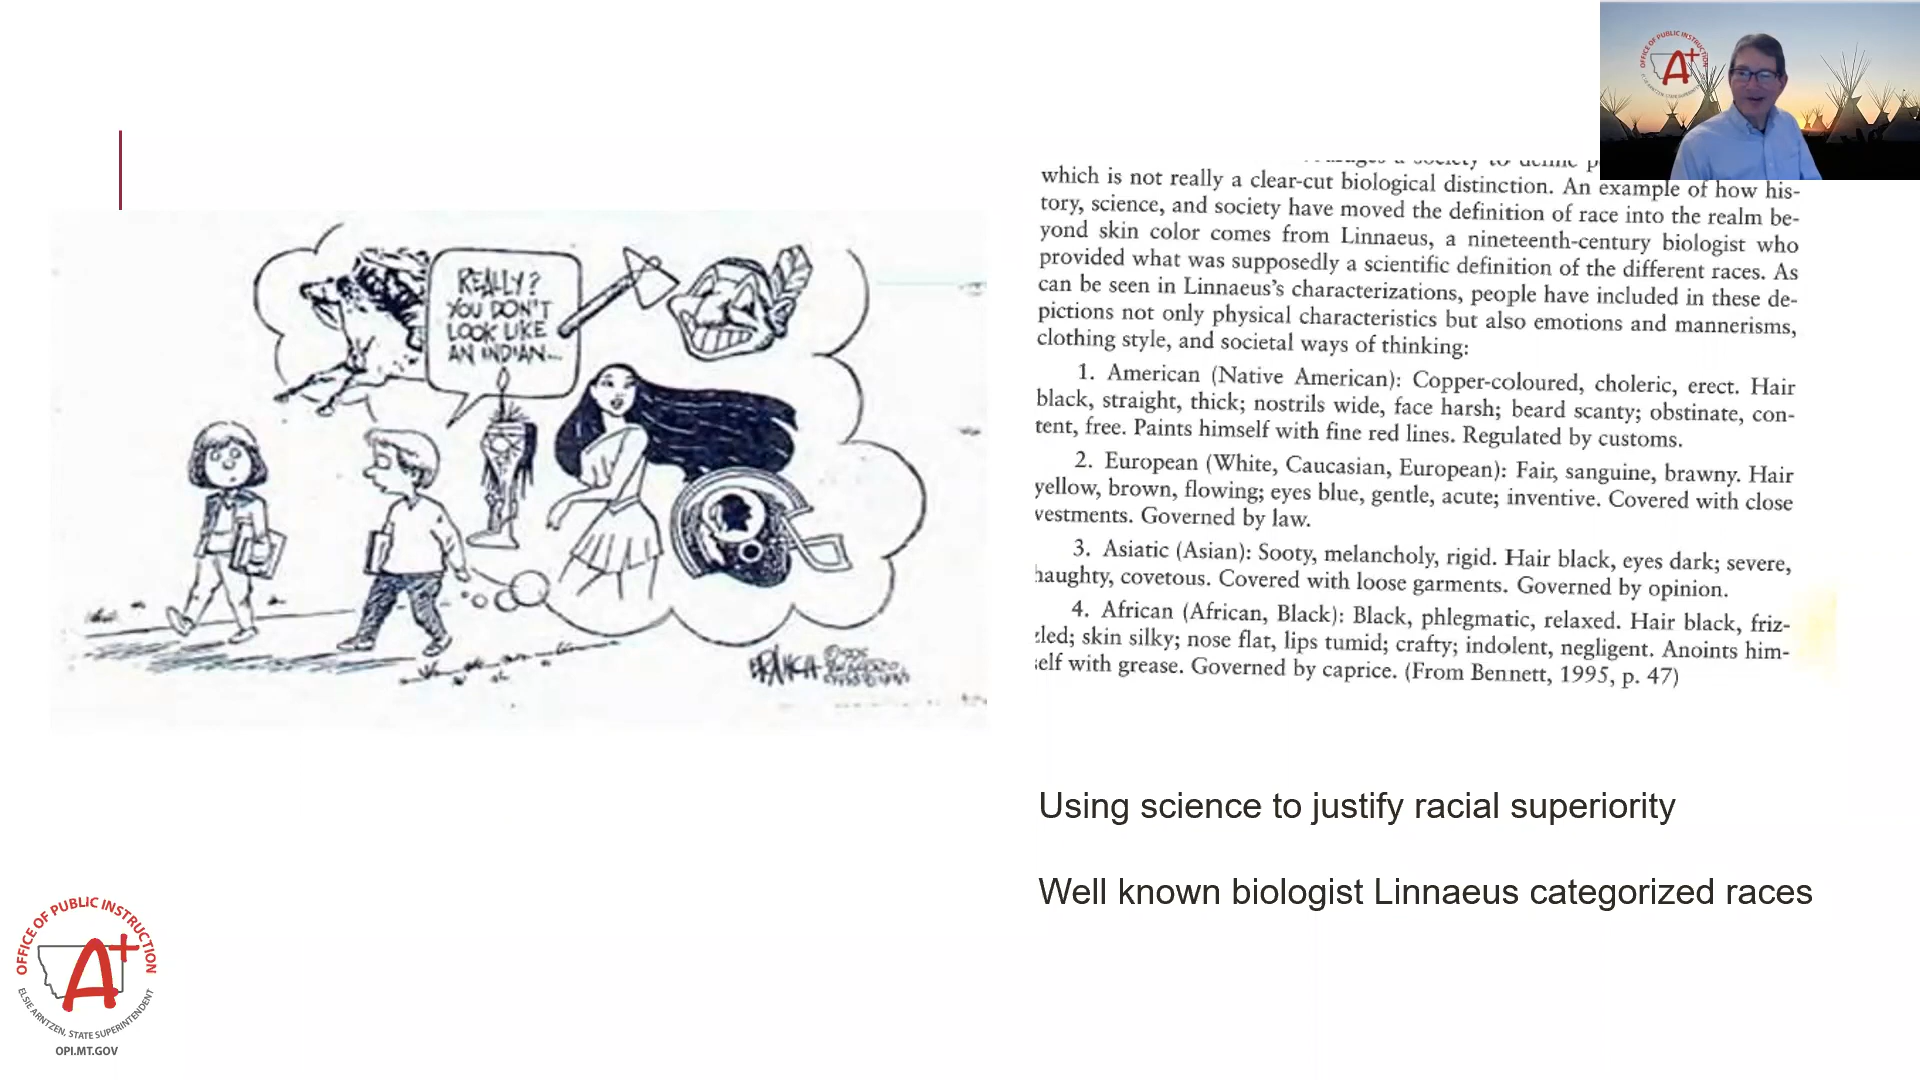 REALLY?
YOU DON'T
LOOK LIKE
AN INDIAN...
which is not really a clear-cut biological distinction. An example of how his-
tory, science, and society have moved the definition of race into the realm be-
yond skin color comes from Linnaeus, a nineteenth-century biologist who
provided what was supposedly a scientific definition of the different races. As
can be seen in Linnaeus's characterizations, people have included in these de-
pictions not only physical characteristics but also emotions and mannerisms,
clothing style, and societal ways of thinking:
1. American (Native American): Copper-coloured, choleric, erect. Hair
black, straight, thick; nostrils wide, face harsh; beard scanty; obstinate, con-
tent, free. Paints himself with fine red lines. Regulated by customs.
2. European (White, Caucasian, European): Fair, sanguine, brawny. Hair
yellow, brown, flowing; eyes blue, gentle, acute; inventive. Covered with close
vestments. Governed by law.
3. Asiatic (Asian): Sooty, melancholy, rigid. Hair black, eyes dark; severe,
haughty, covetous. Covered with loose garments. Governed by opinion.
4. African (African, Black): Black, phlegmatic, relaxed. Hair black, friz-
zled; skin silky; nose flat, lips tumid; crafty; indolent, negligent. Anoints him-
self with grease. Governed by caprice. (From Bennett, 1995, p. 47)
Using science to justify racial superiority
Well known biologist Linnaeus categorized races
OFFICE OF PUBLIC INSTRUCTION
A+
ELSIE ARNTZEN, STATE SUPERINTENDENT
OPI.MT.GOV
OFFICE OF PUBLIC INSTRUCTION
A+